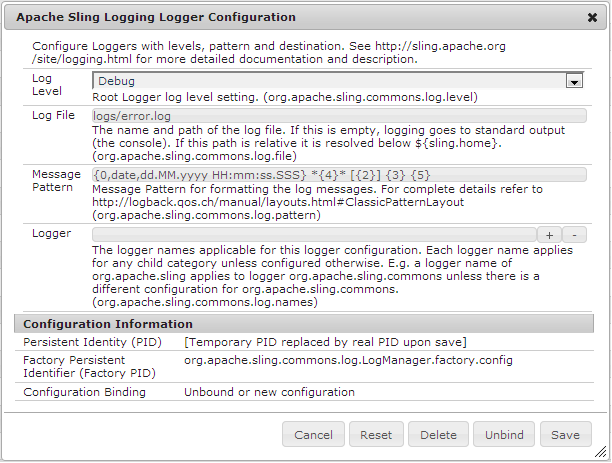 Apache Sling Logging Logger Configuration
Configure Loggers with levels, pattern and destination. See http://sling.apache.org
/site/logging.html for more detailed documentation and description.
Log
Level
Debug
Root Logger log level setting. (org.apache.sling.commons.log.level)
Log File
logs/error.log
The name and path of the log file. If this is empty, logging goes to standard output
(the console). If this path is relative it is resolved below ${sling.home}.
(org.apache.sling.commons.log.file)
Message
Pattern
{0,date,dd.MM.yyyy HH:mm:ss.SSS} *{4}* [{2}] {3} {5}
Message Pattern for formatting the log messages. For complete details refer to
http://logback.qos.ch/manual/layouts.html#ClassicPatternLayout
(org.apache.sling.commons.log.pattern)
Logger
+ -
The logger names applicable for this logger configuration. Each logger name applies
for any child category unless configured otherwise. E.g. a logger name of
org.apache.sling applies to logger org.apache.sling.commons unless there is a
different configuration for org.apache.sling.commons.
(org.apache.sling.commons.log.names)
Configuration Information
Persistent Identity (PID) [Temporary PID replaced by real PID upon save]
Factory Persistent
Identifier (Factory PID)
org.apache.sling.commons.log.LogManager.factory.config
Configuration Binding Unbound or new configuration
Cancel Reset Delete Unbind Save